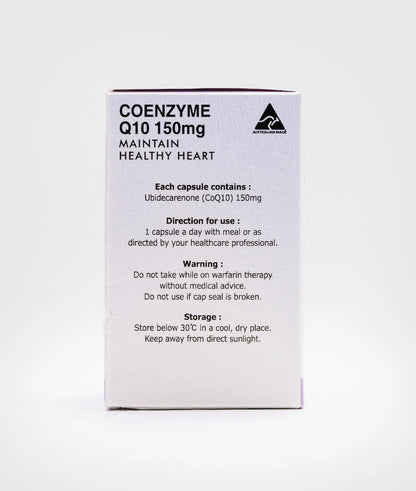 COENZYME
Q10 150mg
MAINTAIN
HEALTHY HEART
AUSTRALIAN MADE
Each capsule contains :
Ubidecarenone (CoQ10) 150mg
Direction for use :
1 capsule a day with meal or as
directed by your healthcare professional.
Warning :
Do not take while on warfarin therapy
without medical advice.
Do not use if cap seal is broken.
Storage :
Store below 30℃ in a cool, dry place.
Keep away from direct sunlight.